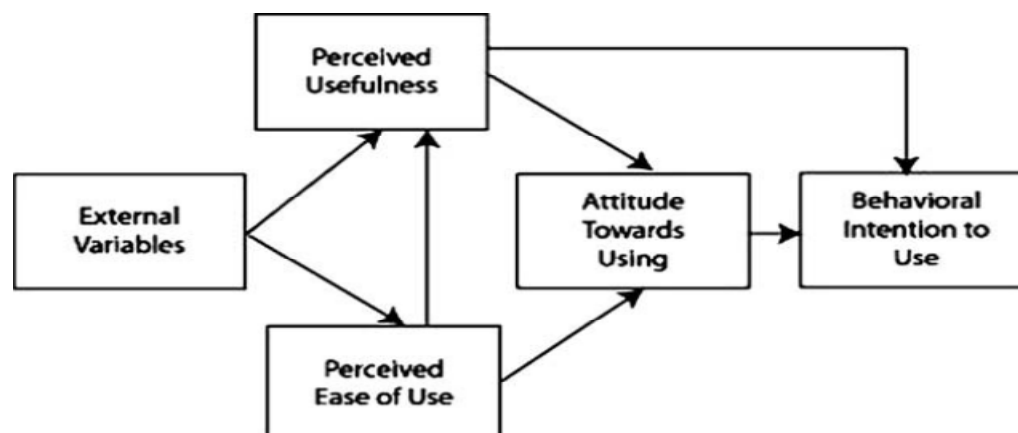 Perceived
Usefulness
External
Variables
Attitude
Towards
Using
Behavioral
Intention to
Use
Perceived
Ease of Use